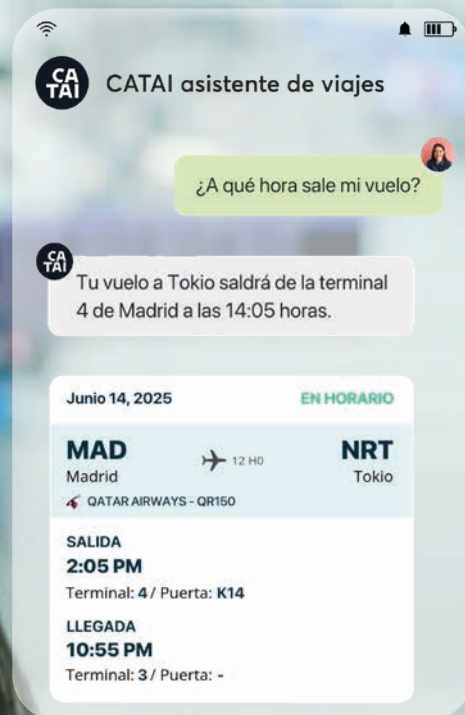 CA
TAI
CATAI asistente de viajes
¿A qué hora sale mi vuelo?
CA
TAI
Tu vuelo a Tokio saldrá de la terminal
4 de Madrid a las 14:05 horas.
Junio 14, 2025 EN HORARIO
MAD 12 H0 NRT
Madrid Tokio
QATAR AIRWAYS - QR150
SALIDA
2:05 PM
Terminal: 4 / Puerta: K14
LLEGADA
10:55 PM
Terminal: 3 / Puerta: -